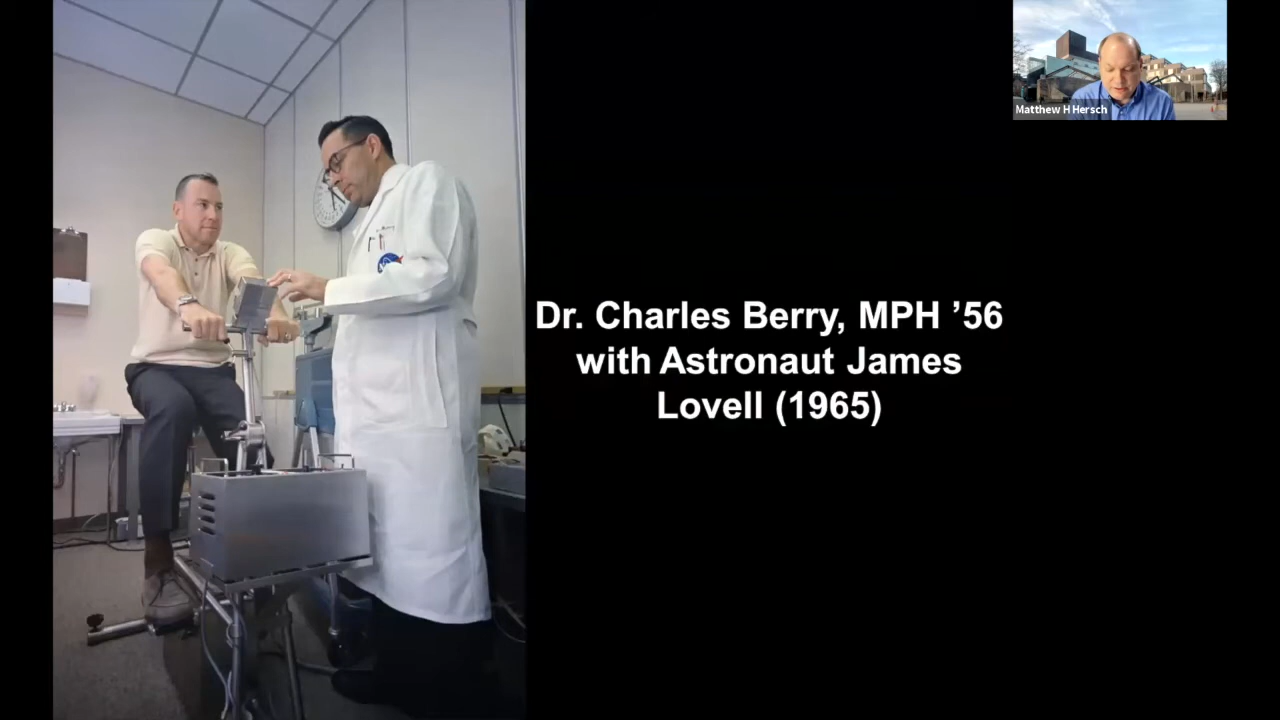 Matthew H Hersch
Dr. Charles Berry, MPH ’56
with Astronaut James
Lovell (1965)